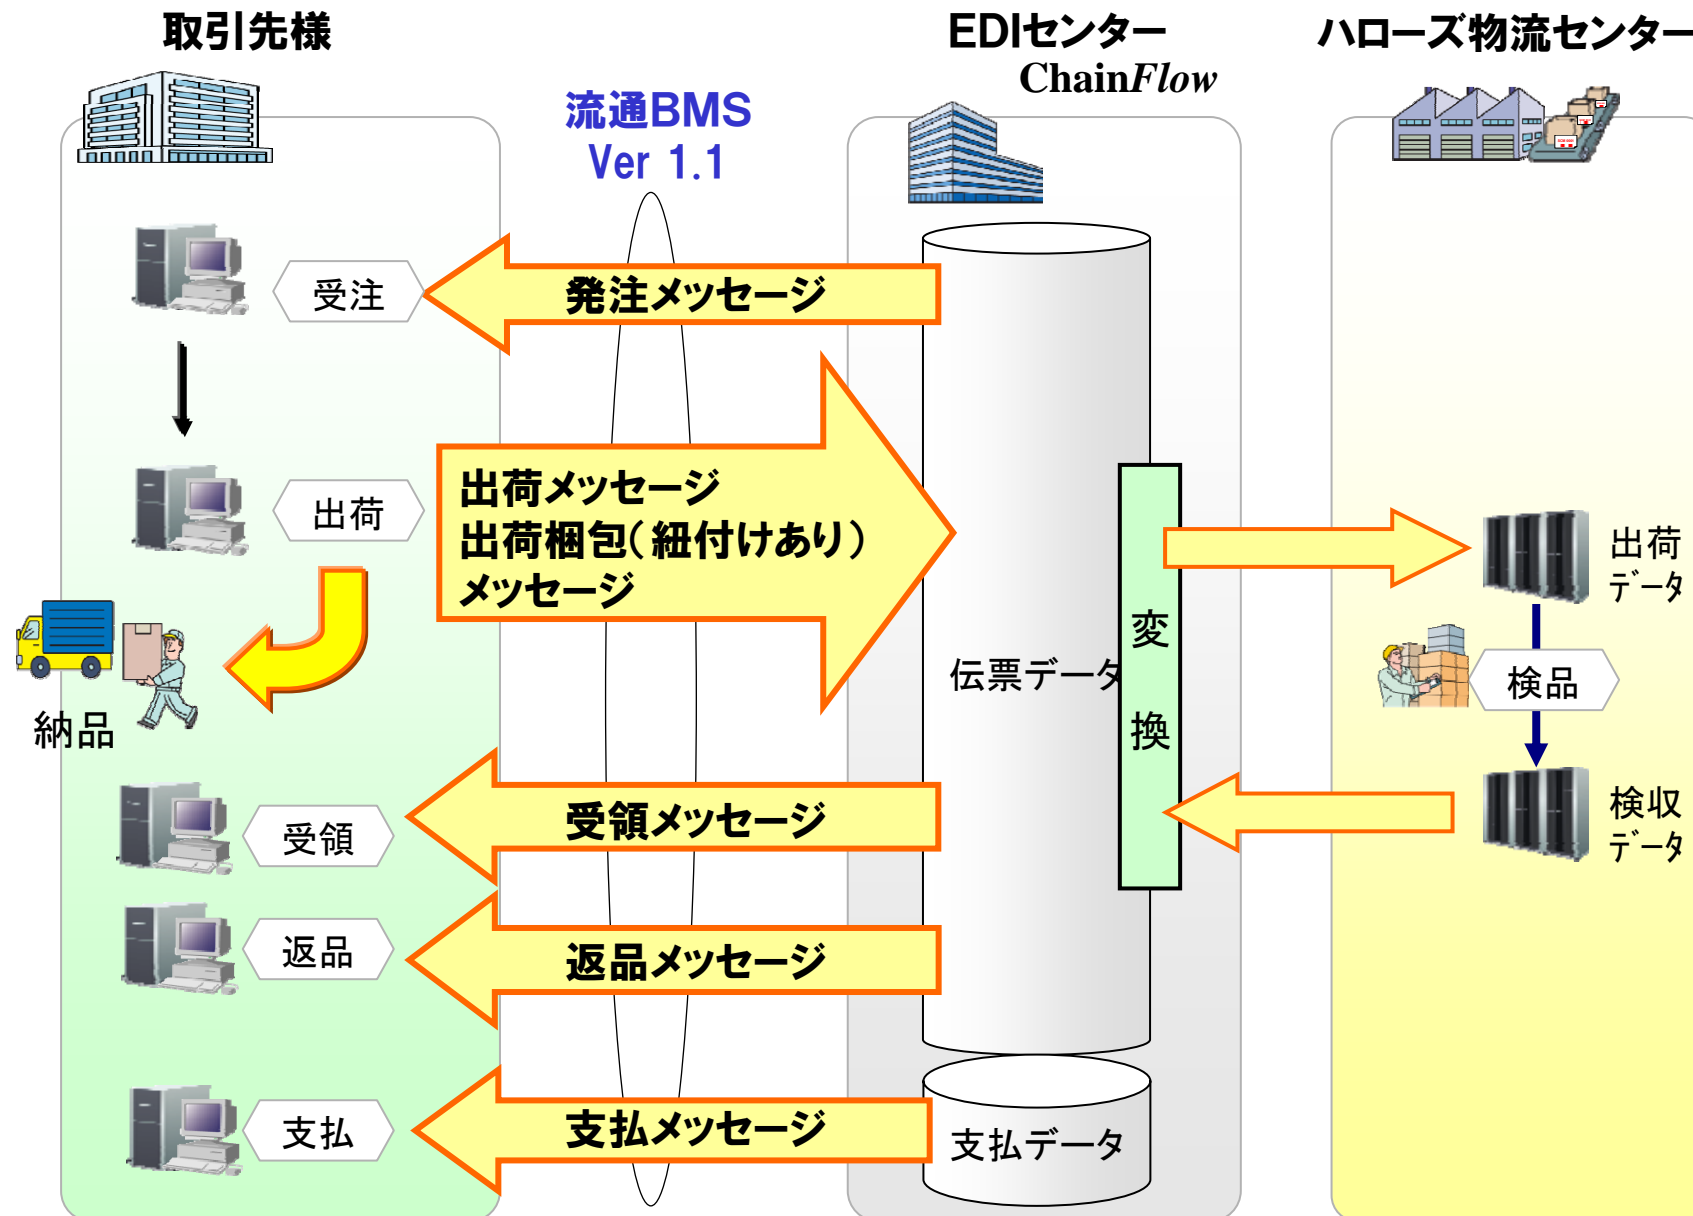 取引先様
EDIセンター
ChainFlow
ハローズ物流センター
流通BMS
Ver 1.1
受注
発注メッセージ
出荷
出荷メッセージ
出荷梱包(紐付けあり)
メッセージ
納品
伝票データ
変
換
出荷
データ
検品
検収
データ
受領
受領メッセージ
返品
返品メッセージ
支払
支払メッセージ
支払データ